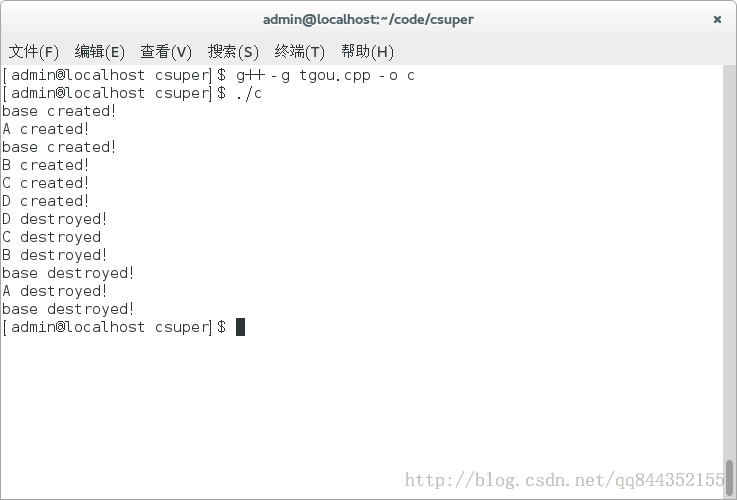 admin@localhost:~/code/csuper
文件(F) 编辑(E) 查看(V) 搜索(S) 终端(T) 帮助(H)
[admin@localhost csuper]$ g++ -g tgou.cpp -o c
[admin@localhost csuper]$ ./c
base created!
A created!
base created!
B created!
C created!
D created!
D destroyed!
C destroyed
B destroyed!
base destroyed!
A destroyed!
base destroyed!
[admin@localhost csuper]$
http://blog.csdn.net/qq844352155